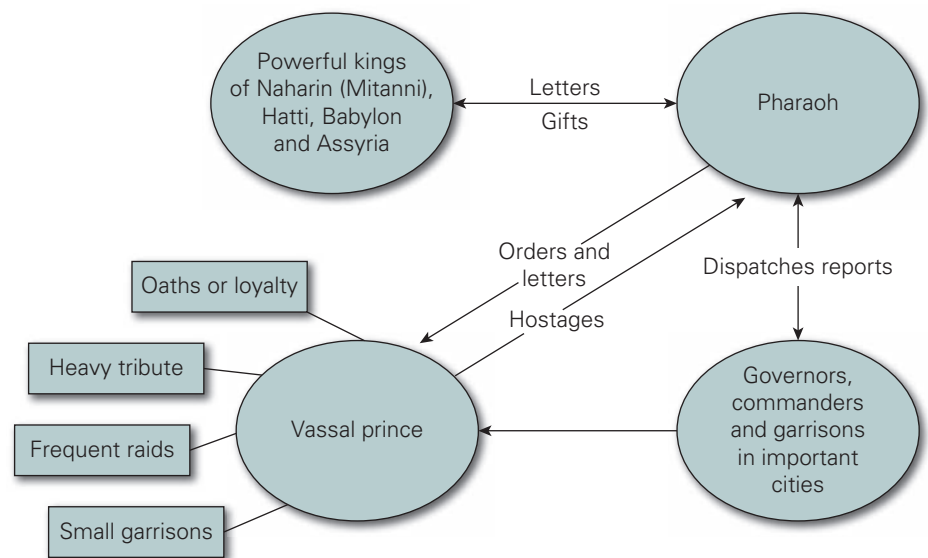 Powerful kings
of Naharin (Mitanni),
Hatti, Babylon
and Assyria
Letters
Gifts
Pharaoh
Orders and
letters
Hostages
Dispatches reports
Oaths or loyalty
Heavy tribute
Frequent raids
Small garrisons
Vassal prince
Governors,
commanders
and garrisons
in important
cities